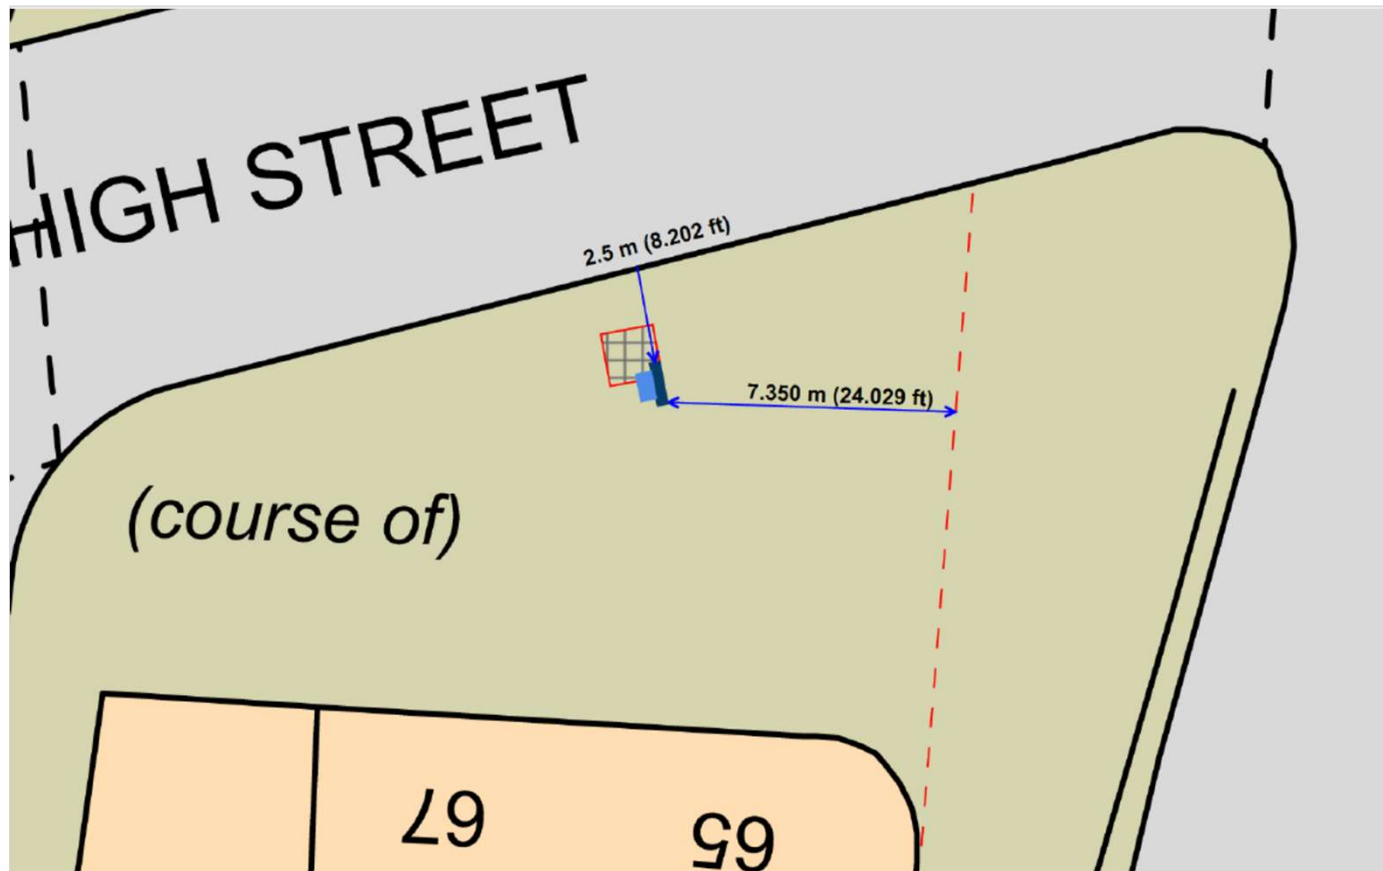 HIGH STREET
2.5 m (8.202 ft)
7.350 m (24.029 ft)
(course of)
67
65